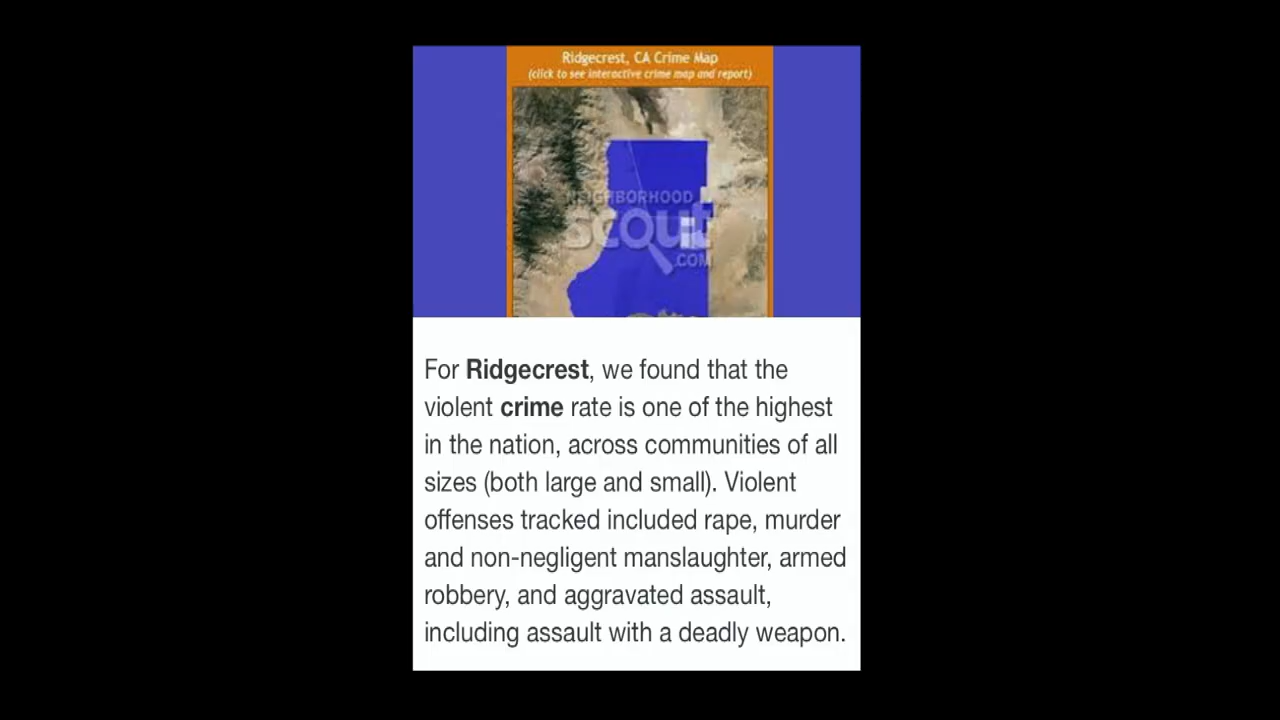 Ridgecrest, CA Crime Map
(click to see interactive crime map and report)
NEIGHBORHOOD
scout
.COM
For Ridgecrest, we found that the
violent crime rate is one of the highest
in the nation, across communities of all
sizes (both large and small). Violent
offenses tracked included rape, murder
and non-negligent manslaughter, armed
robbery, and aggravated assault,
including assault with a deadly weapon.